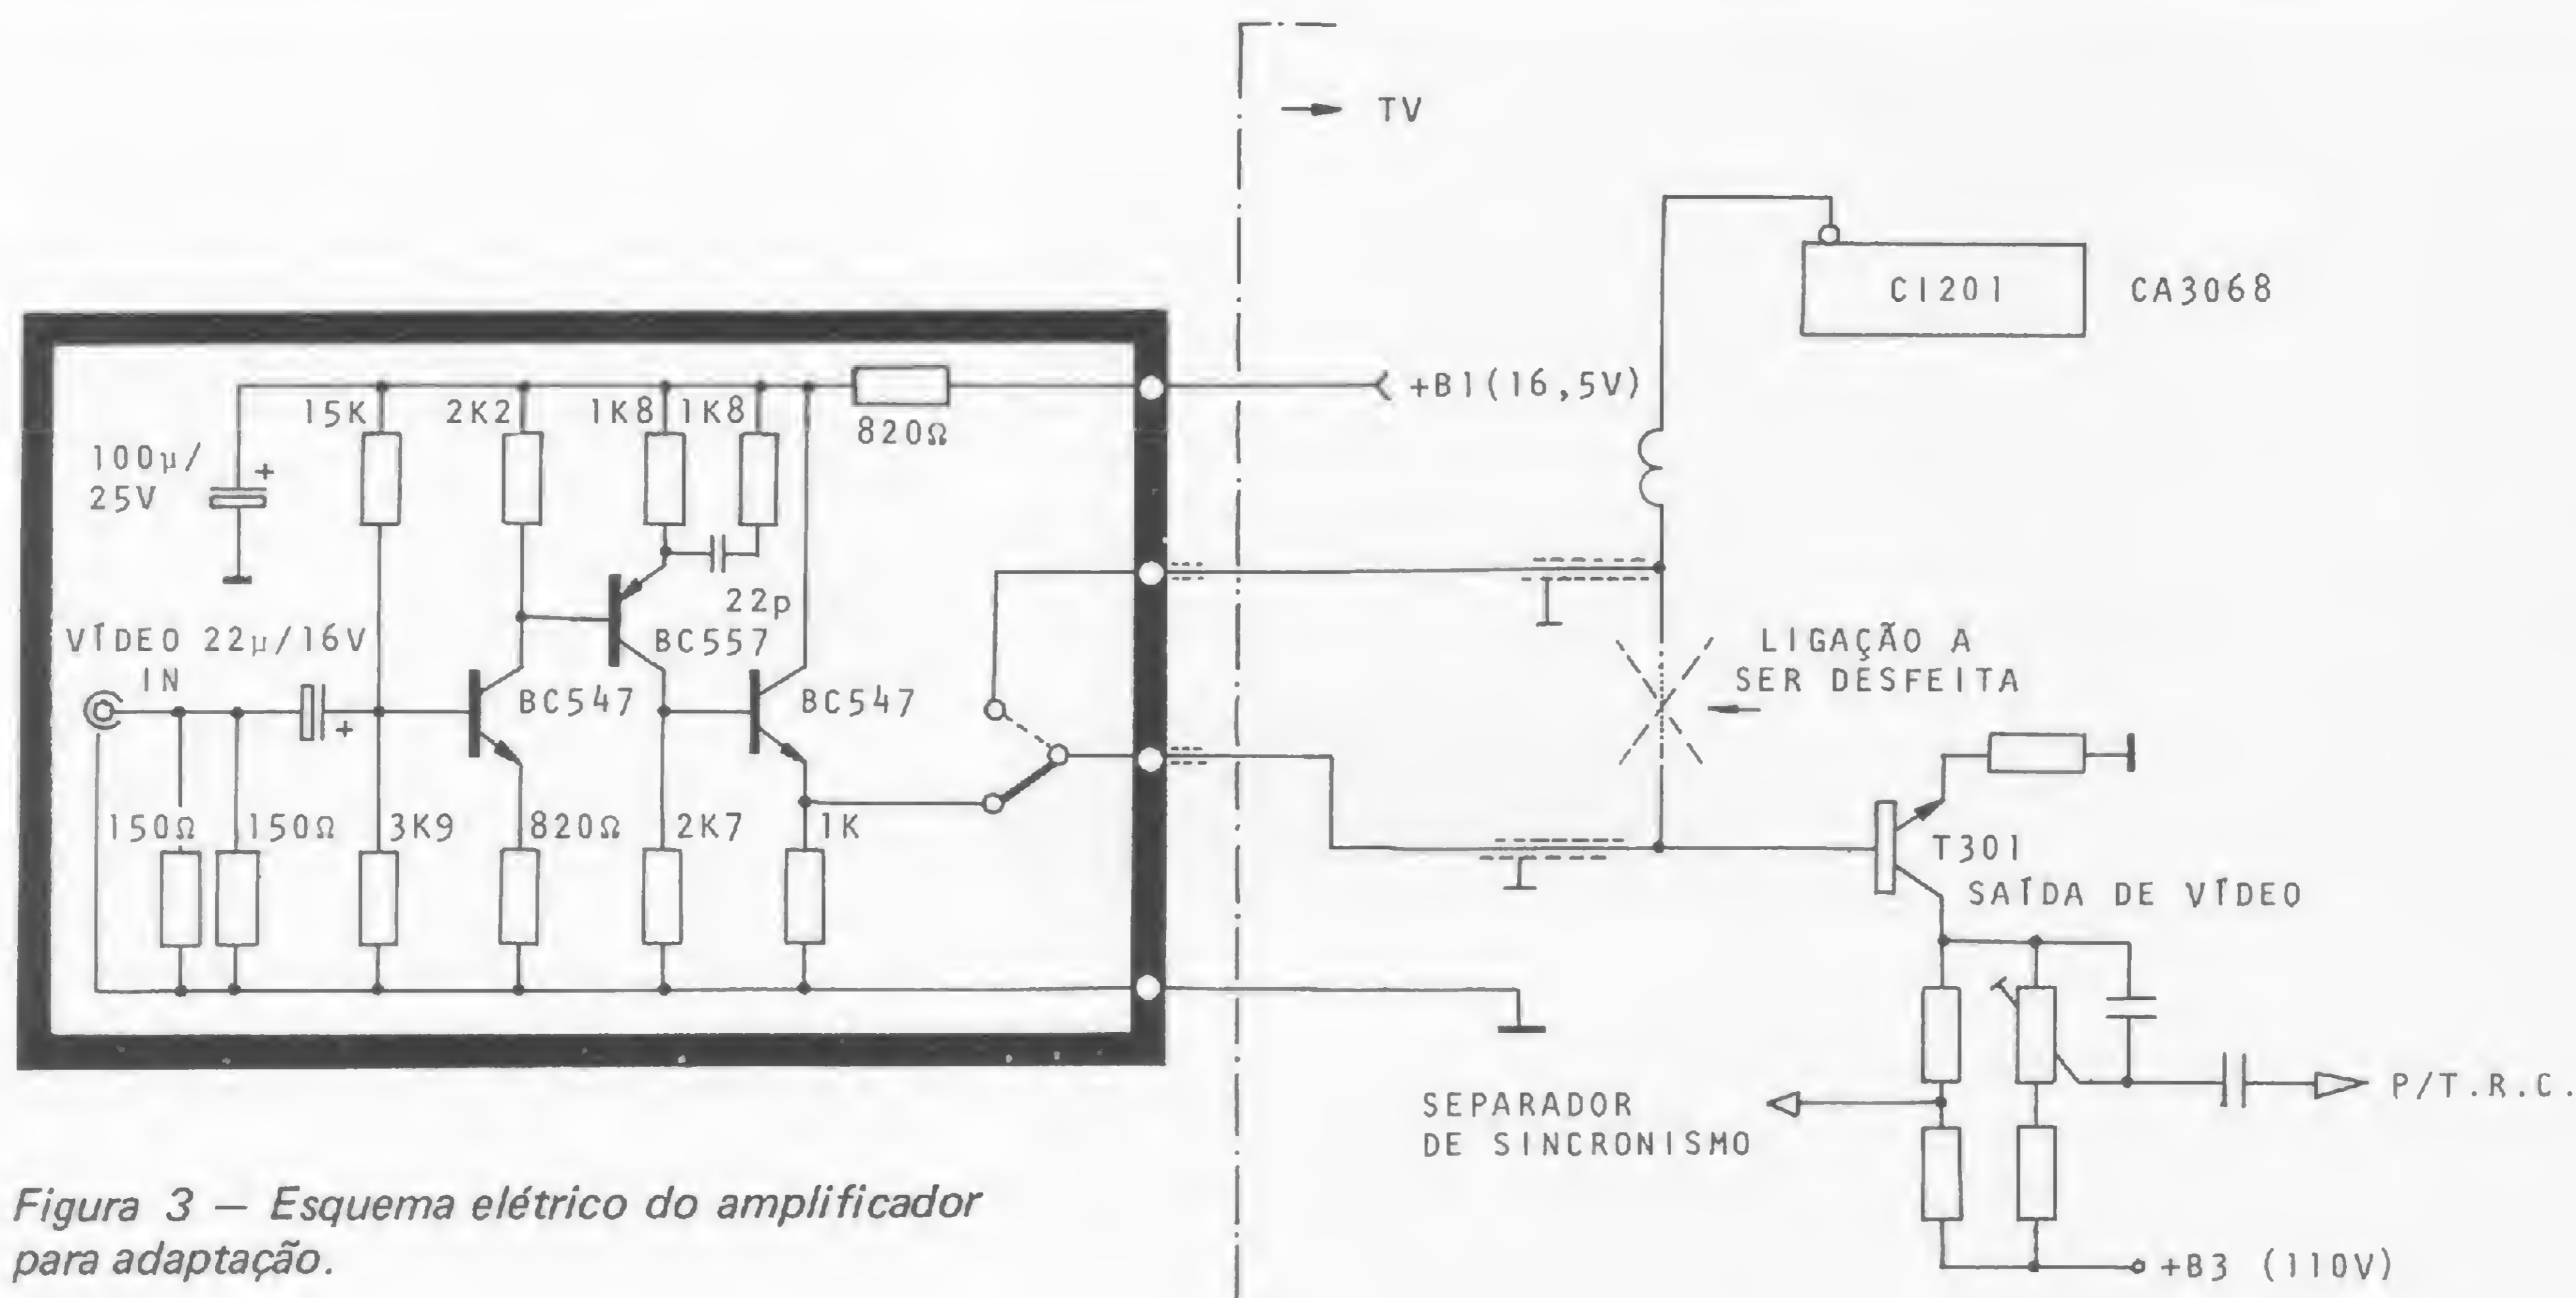 TV
CI201
CA3068
+B1(16,5V)
15K
2K2
1K8
1K8
820Ω
100μ/
25V
22p
VÍDEO
IN
22μ/16V
BC557
BC547
BC547
LIGAÇÃO A
SER DESFEITA
150Ω
150Ω
3K9
820Ω
2K7
1K
T301
SAÍDA DE VÍDEO
SEPARADOR
DE SINCRONISMO
P/T.R.C.
+B3 (110V)
Figura 3 — Esquema elétrico do amplificador
para adaptação.